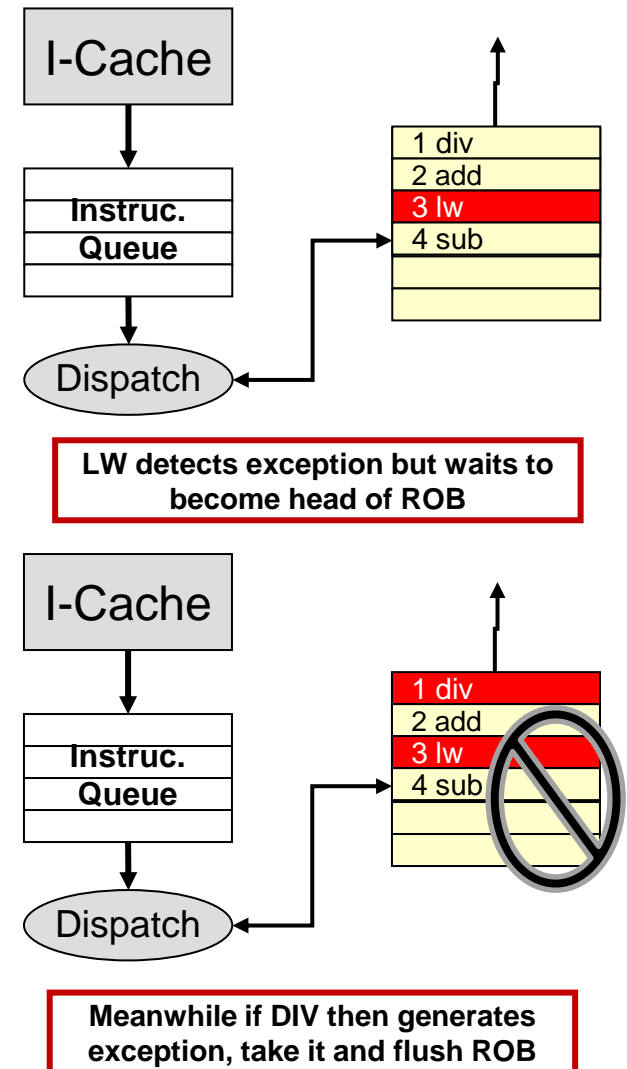 I-Cache
Instruc.
Queue
Dispatch
1 div
2 add
3 lw
4 sub
LW detects exception but waits to
become head of ROB
I-Cache
Instruc.
Queue
Dispatch
1 div
2 add
3 lw
4 sub
Meanwhile if DIV then generates
exception, take it and flush ROB